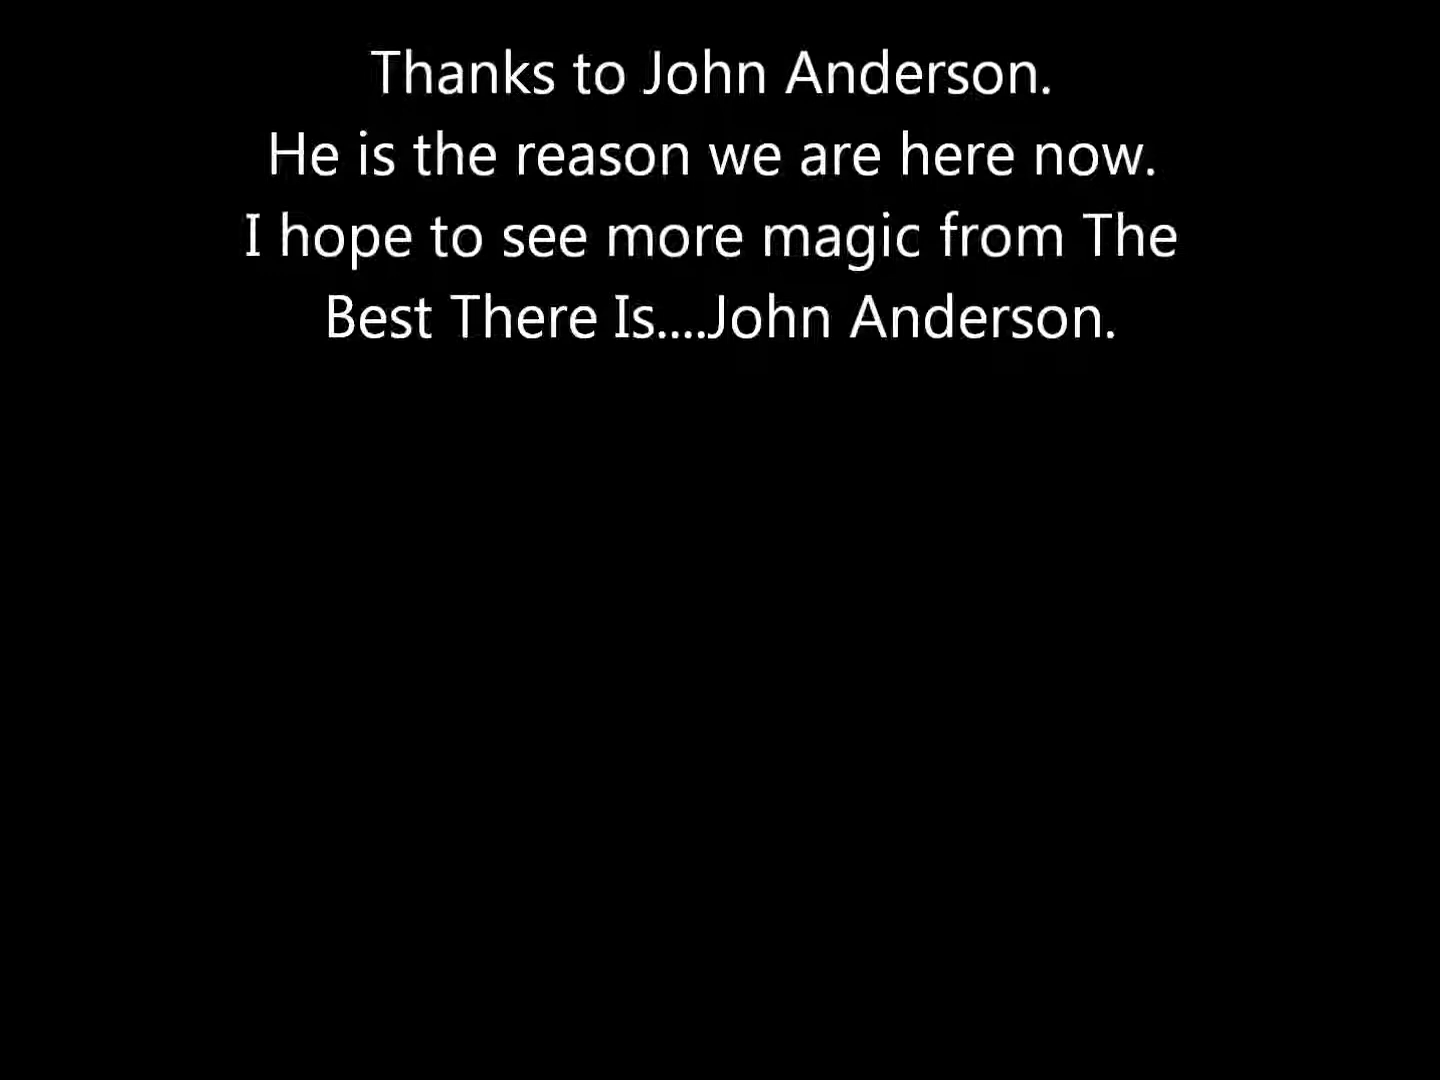 Thanks to John Anderson.
He is the reason we are here now.
I hope to see more magic from The
Best There Is....John Anderson.